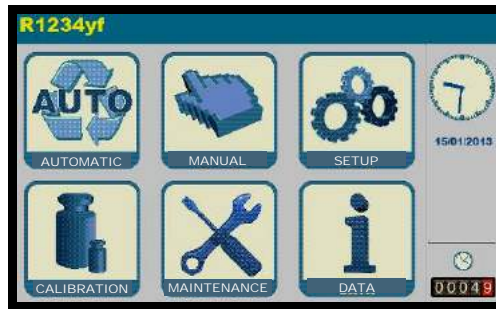 R1234yf
AUTO
AUTOMATIC
MANUAL
SETUP
15/01/2013
CALIBRATION
MAINTENANCE
DATA
00049